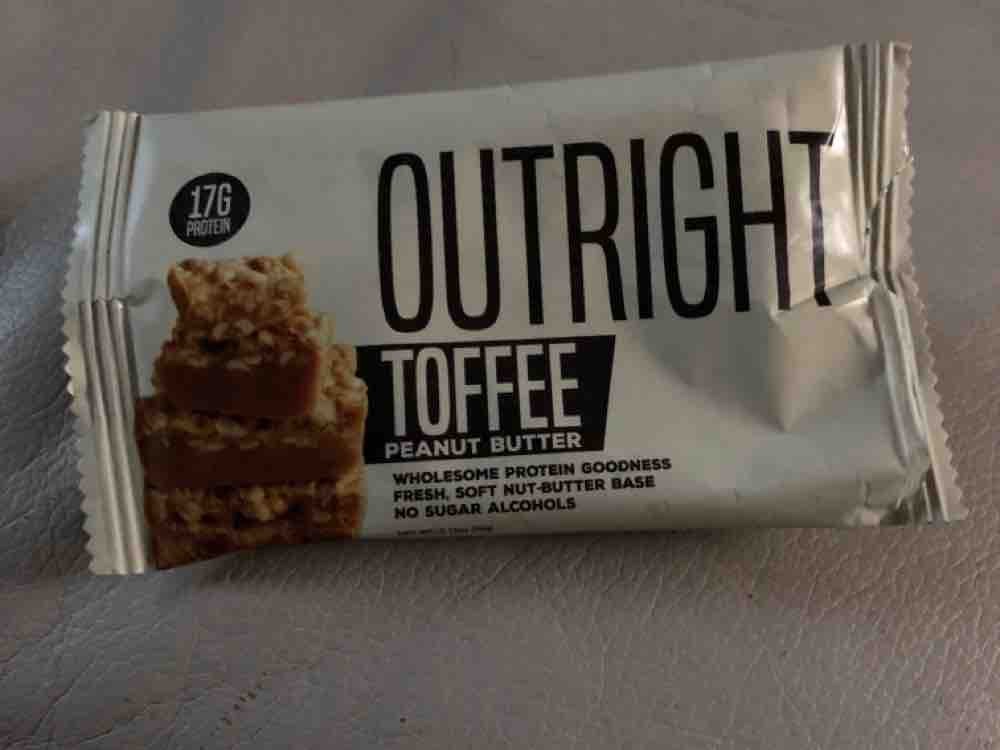 17G
PROTEIN
OUTRIGHT
TOFFEE
PEANUT BUTTER
WHOLESOME PROTEIN GOODNESS
FRESH, SOFT NUT-BUTTER BASE
NO SUGAR ALCOHOLS